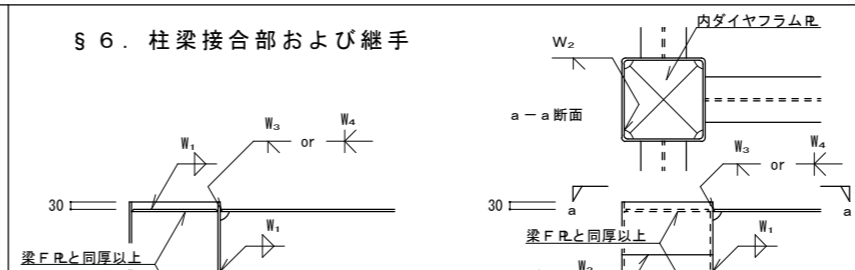 §６．柱梁接合部および継手
内ダイヤフラムPL
W₂
a－a断面
W₃ or W₄
W₁
30
W₁
梁ＦPLと同厚以上
W₃ or W₄
30
a a
梁ＦPLと同厚以上
W₁